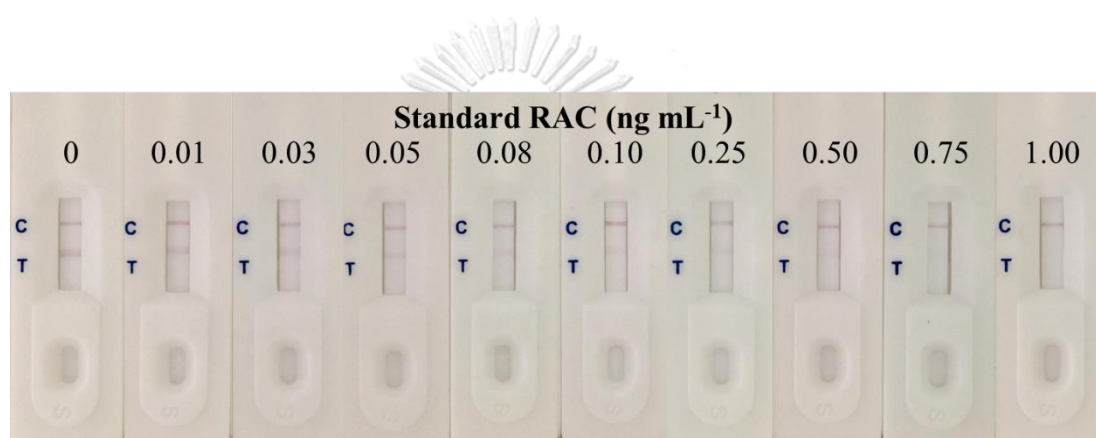 Standard RAC (ng mL⁻¹)
0 0.01 0.03 0.05 0.08 0.10 0.25 0.50 0.75 1.00
C C C C C C C C C C
T T T T T T T T T T
S S S S S S S S S S